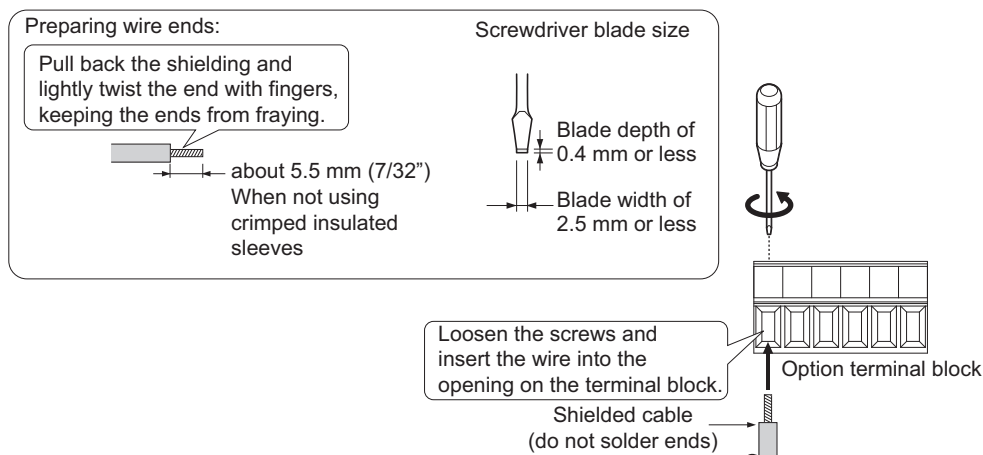 Preparing wire ends:
Pull back the shielding and
lightly twist the end with fingers,
keeping the ends from fraying.
about 5.5 mm (7/32”)
When not using
crimped insulated
sleeves
Screwdriver blade size
Blade depth of
0.4 mm or less
Blade width of
2.5 mm or less
Loosen the screws and
insert the wire into the
opening on the terminal block.
Option terminal block
Shielded cable
(do not solder ends)